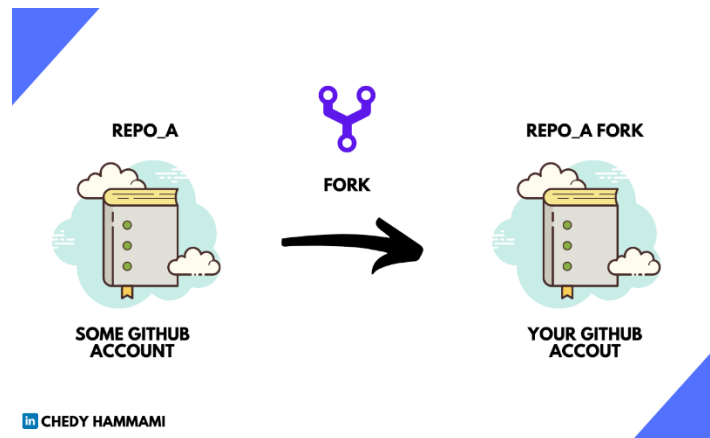 REPO_A
FORK
REPO_A FORK
SOME GITHUB
ACCOUNT
YOUR GITHUB
ACCOUT
in CHEDY HAMMAMI